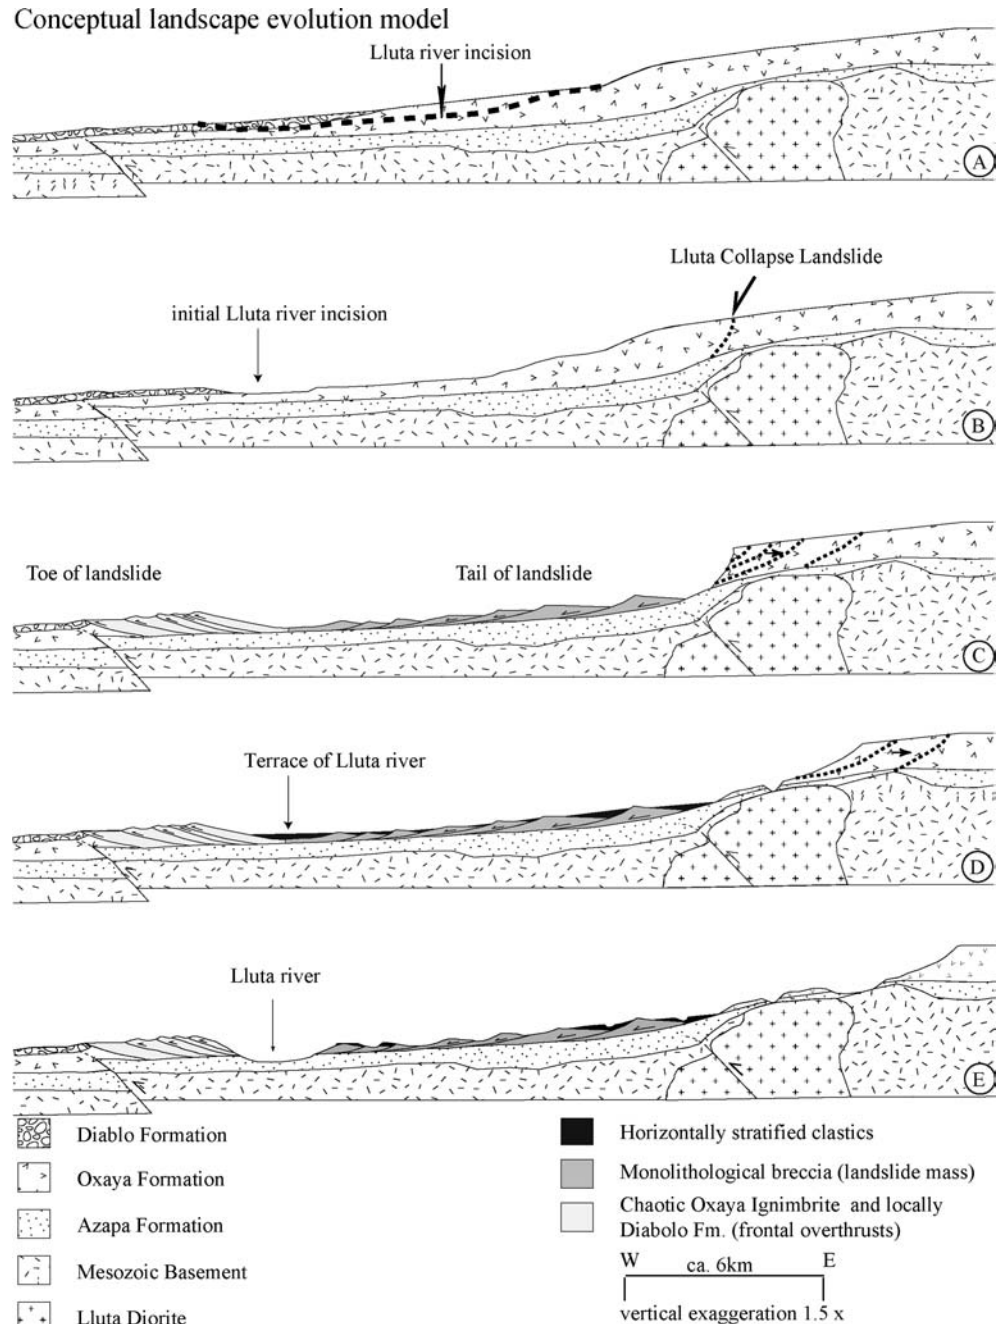 Conceptual landscape evolution model
Lluta river incision
A
Lluta Collapse Landslide
initial Lluta river incision
B
Toe of landslide
Tail of landslide
C
Terrace of Lluta river
D
Lluta river
E
Diablo Formation
Oxaya Formation
Azapa Formation
Mesozoic Basement
Lluta Diorite
Horizontally stratified clastics
Monolithological breccia (landslide mass)
Chaotic Oxaya Ignimbrite and locally
Diabolo Fm. (frontal overthrusts)
W ca. 6km E
vertical exaggeration 1.5 x